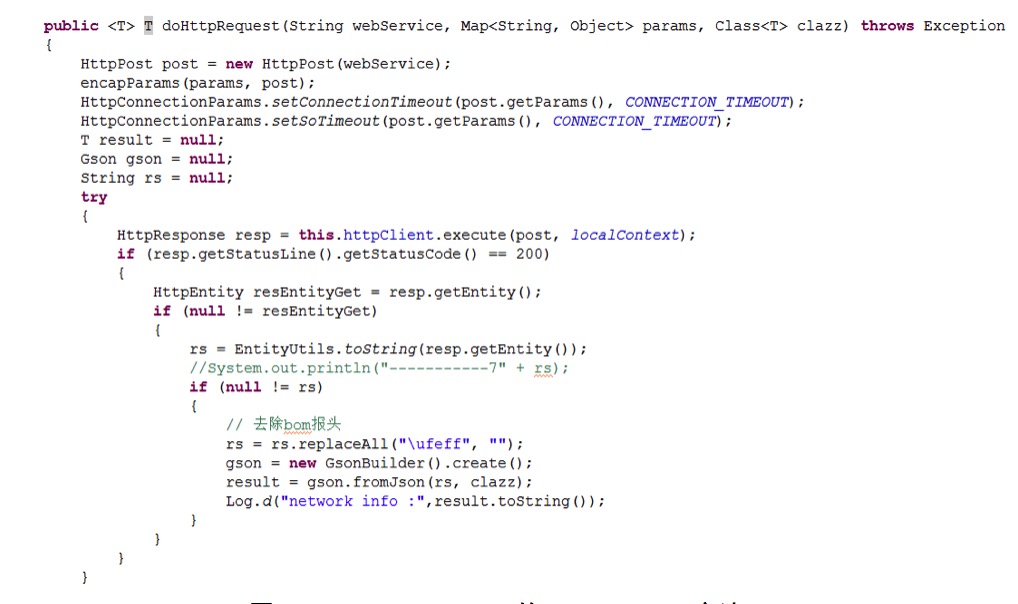 public <T> T doHttpRequest(String webService, Map<String, Object> params, Class<T> clazz) throws Exception
{
HttpPost post = new HttpPost(webService);
encapParams(params, post);
HttpConnectionParams.setConnectionTimeout(post.getParams(), CONNECTION_TIMEOUT);
HttpConnectionParams.setSoTimeout(post.getParams(), CONNECTION_TIMEOUT);
T result = null;
Gson gson = null;
String rs = null;
try
{
HttpResponse resp = this.httpClient.execute(post, localContext);
if (resp.getStatusLine().getStatusCode() == 200)
{
HttpEntity resEntityGet = resp.getEntity();
if (null != resEntityGet)
{
rs = EntityUtils.toString(resp.getEntity());
//System.out.println("-----------7" + rs);
if (null != rs)
{
// 去除bom报头
rs = rs.replaceAll("\ufeff", "");
gson = new GsonBuilder().create();
result = gson.fromJson(rs, clazz);
Log.d("network info :",result.toString());
}
}
}
}